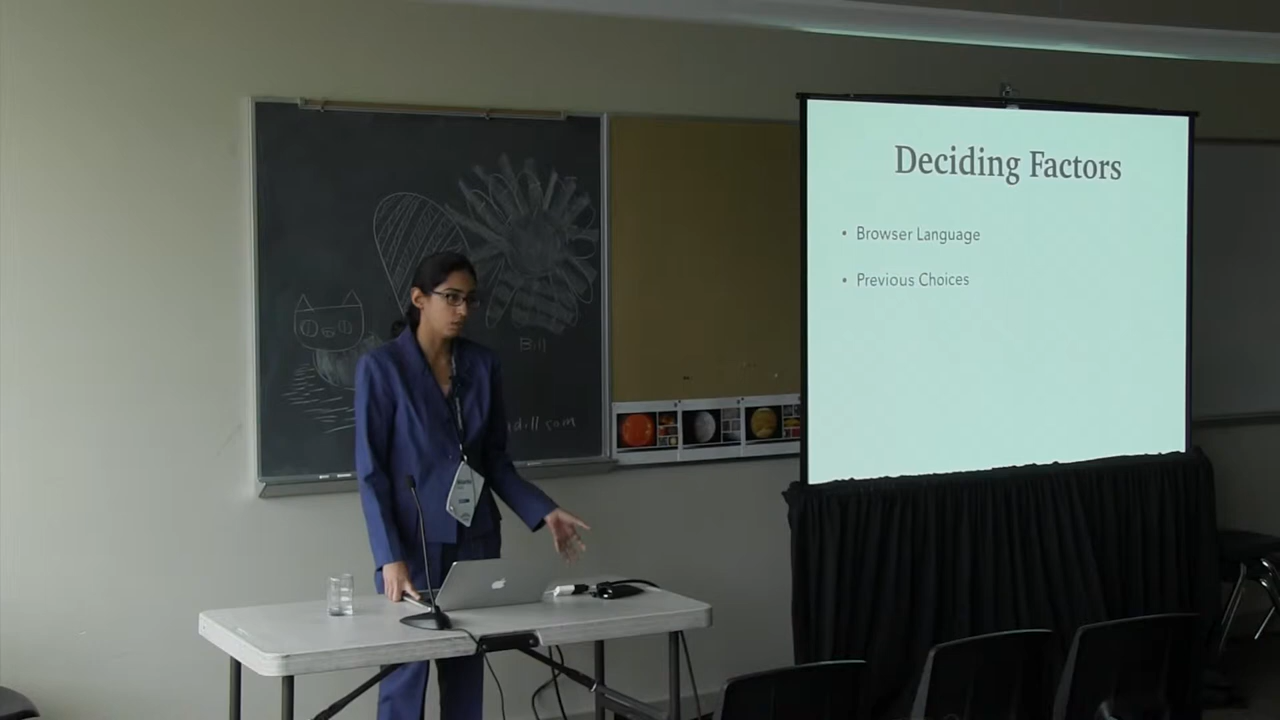 Deciding Factors
• Browser Language
• Previous Choices
Bill